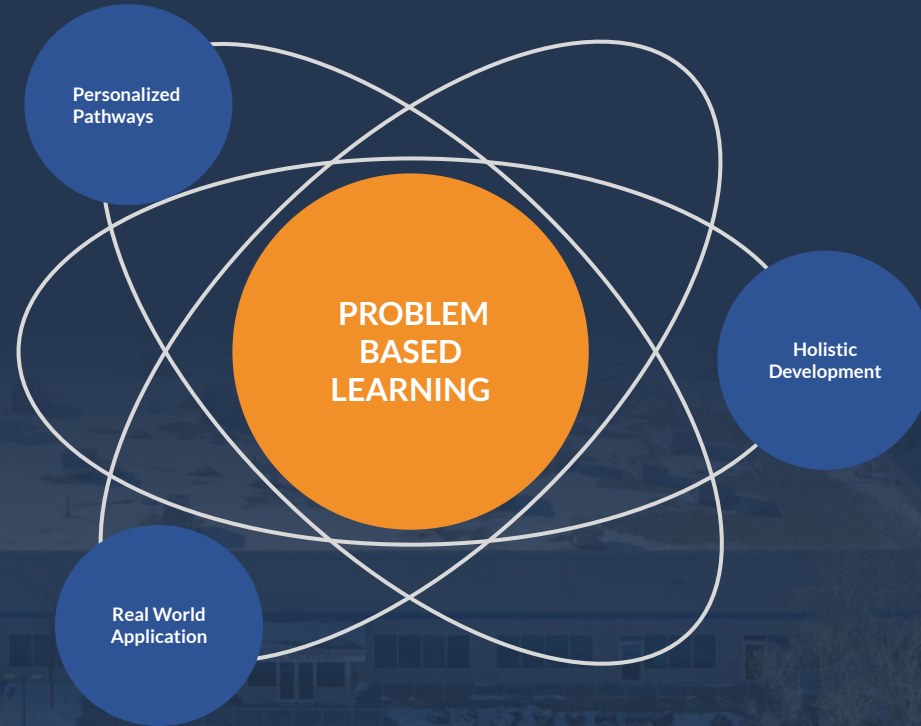 Personalized
Pathways
PROBLEM
BASED
LEARNING
Holistic
Development
Real World
Application